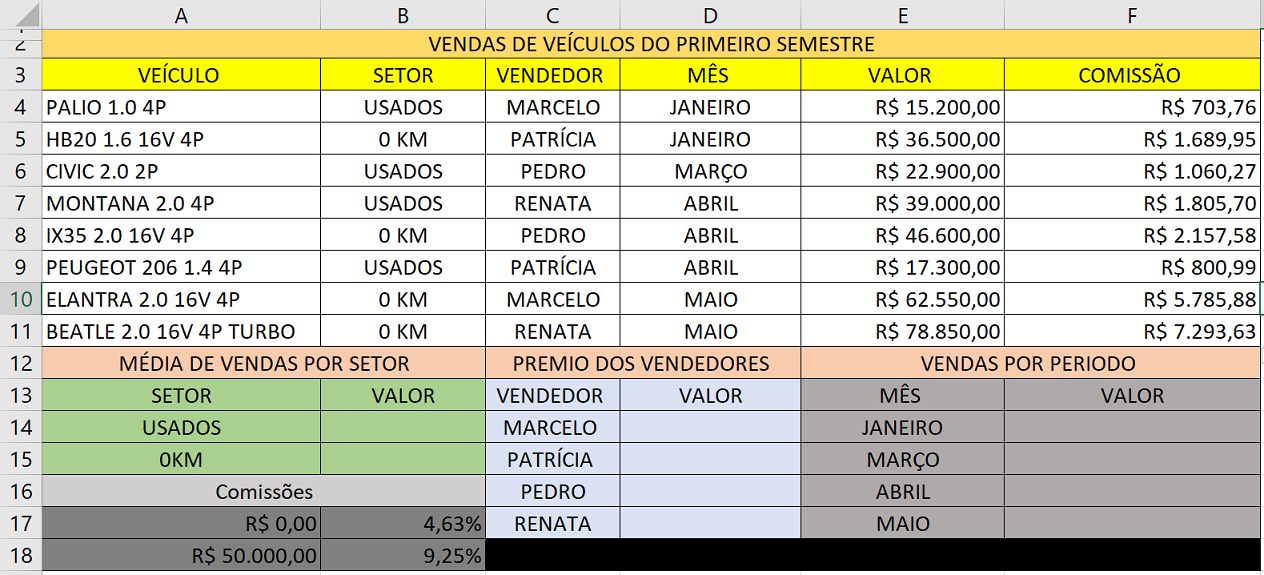 A B C D E F
2 VENDAS DE VEÍCULOS DO PRIMEIRO SEMESTRE
3 VEÍCULO SETOR VENDEDOR MÊS VALOR COMISSÃO
4 PALIO 1.0 4P USADOS MARCELO JANEIRO R$ 15.200,00 R$ 703,76
5 HB20 1.6 16V 4P 0 KM PATRÍCIA JANEIRO R$ 36.500,00 R$ 1.689,95
6 CIVIC 2.0 2P USADOS PEDRO MARÇO R$ 22.900,00 R$ 1.060,27
7 MONTANA 2.0 4P USADOS RENATA ABRIL R$ 39.000,00 R$ 1.805,70
8 IX35 2.0 16V 4P 0 KM PEDRO ABRIL R$ 46.600,00 R$ 2.157,58
9 PEUGEOT 206 1.4 4P USADOS PATRÍCIA ABRIL R$ 17.300,00 R$ 800,99
10 ELANTRA 2.0 16V 4P 0 KM MARCELO MAIO R$ 62.550,00 R$ 5.785,88
11 BEATLE 2.0 16V 4P TURBO 0 KM RENATA MAIO R$ 78.850,00 R$ 7.293,63
12 MÉDIA DE VENDAS POR SETOR PREMIO DOS VENDEDORES VENDAS POR PERIODO
13 SETOR VALOR VENDEDOR VALOR MÊS VALOR
14 USADOS MARCELO JANEIRO
15 0KM PATRÍCIA MARÇO
16 Comissões PEDRO ABRIL
17 R$ 0,00 4,63% RENATA MAIO
18 R$ 50.000,00 9,25%